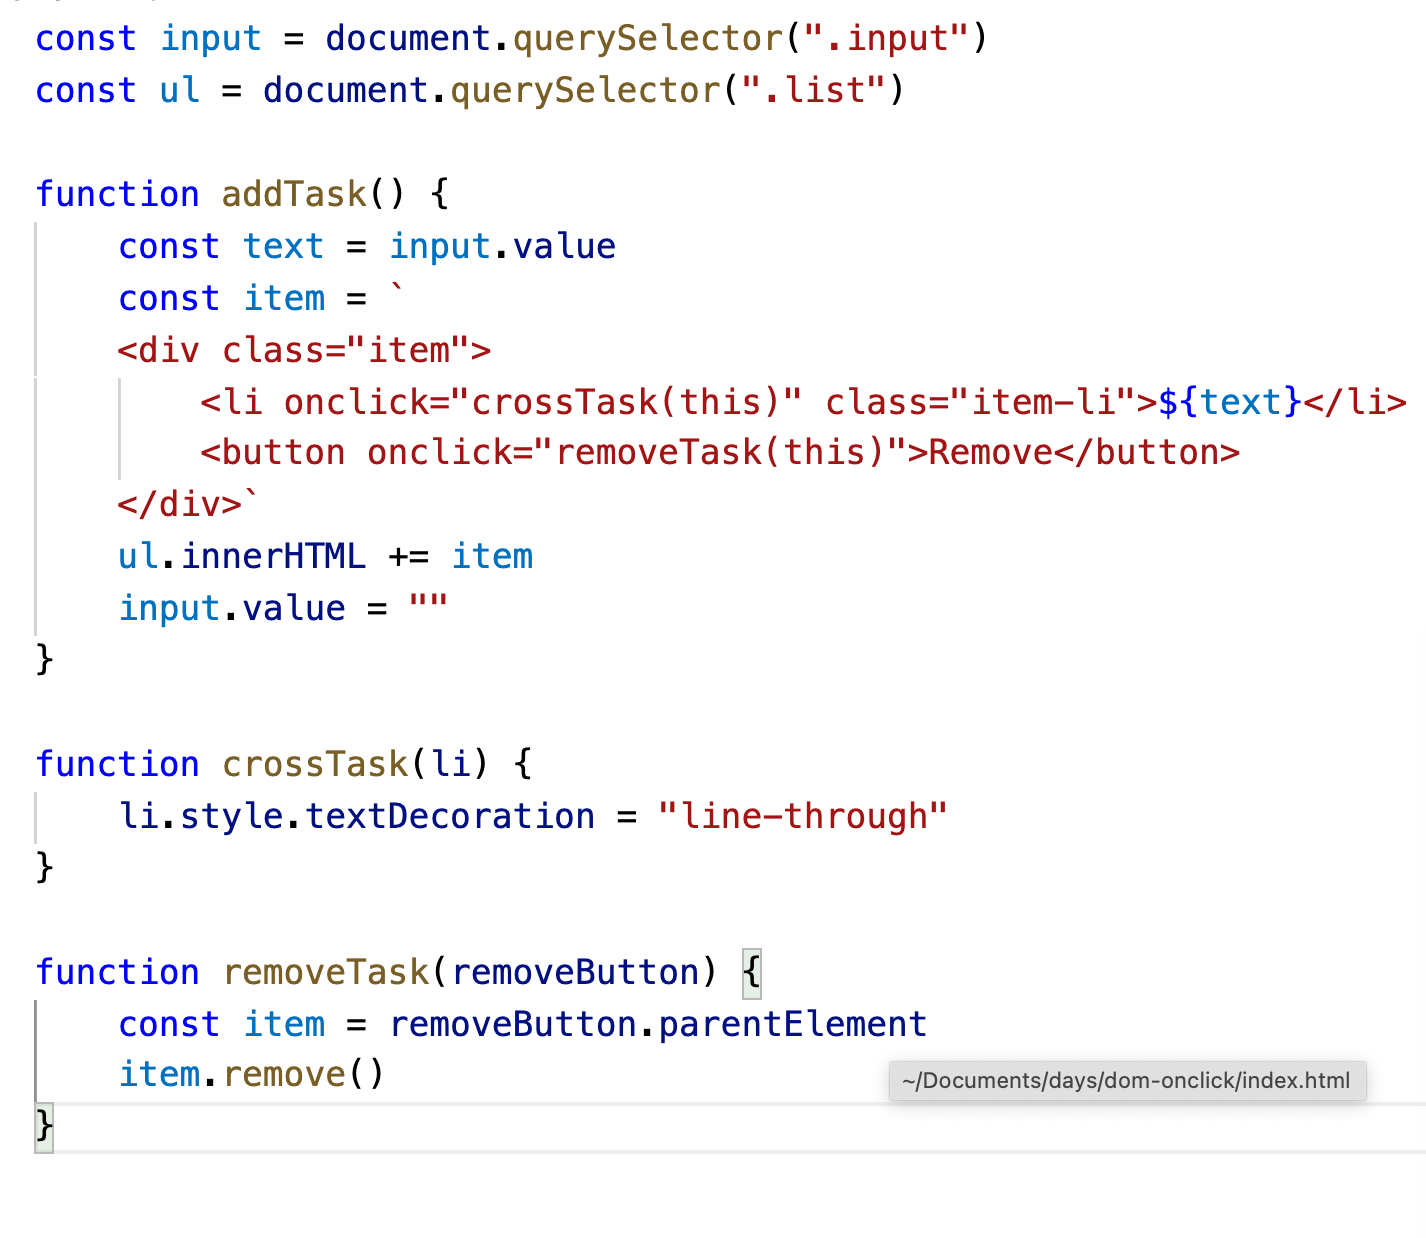 const input = document.querySelector(".input")
const ul = document.querySelector(".list")
function addTask() {
const text = input.value
const item = `
<div class="item">
<li onclick="crossTask(this)" class="item-li">${text}</li>
<button onclick="removeTask(this)">Remove</button>
</div>`
ul.innerHTML += item
input.value = ""
}
function crossTask(li) {
li.style.textDecoration = "line-through"
}
function removeTask(removeButton) {
const item = removeButton.parentElement
item.remove()
~/Documents/days/dom-onclick/index.html
}